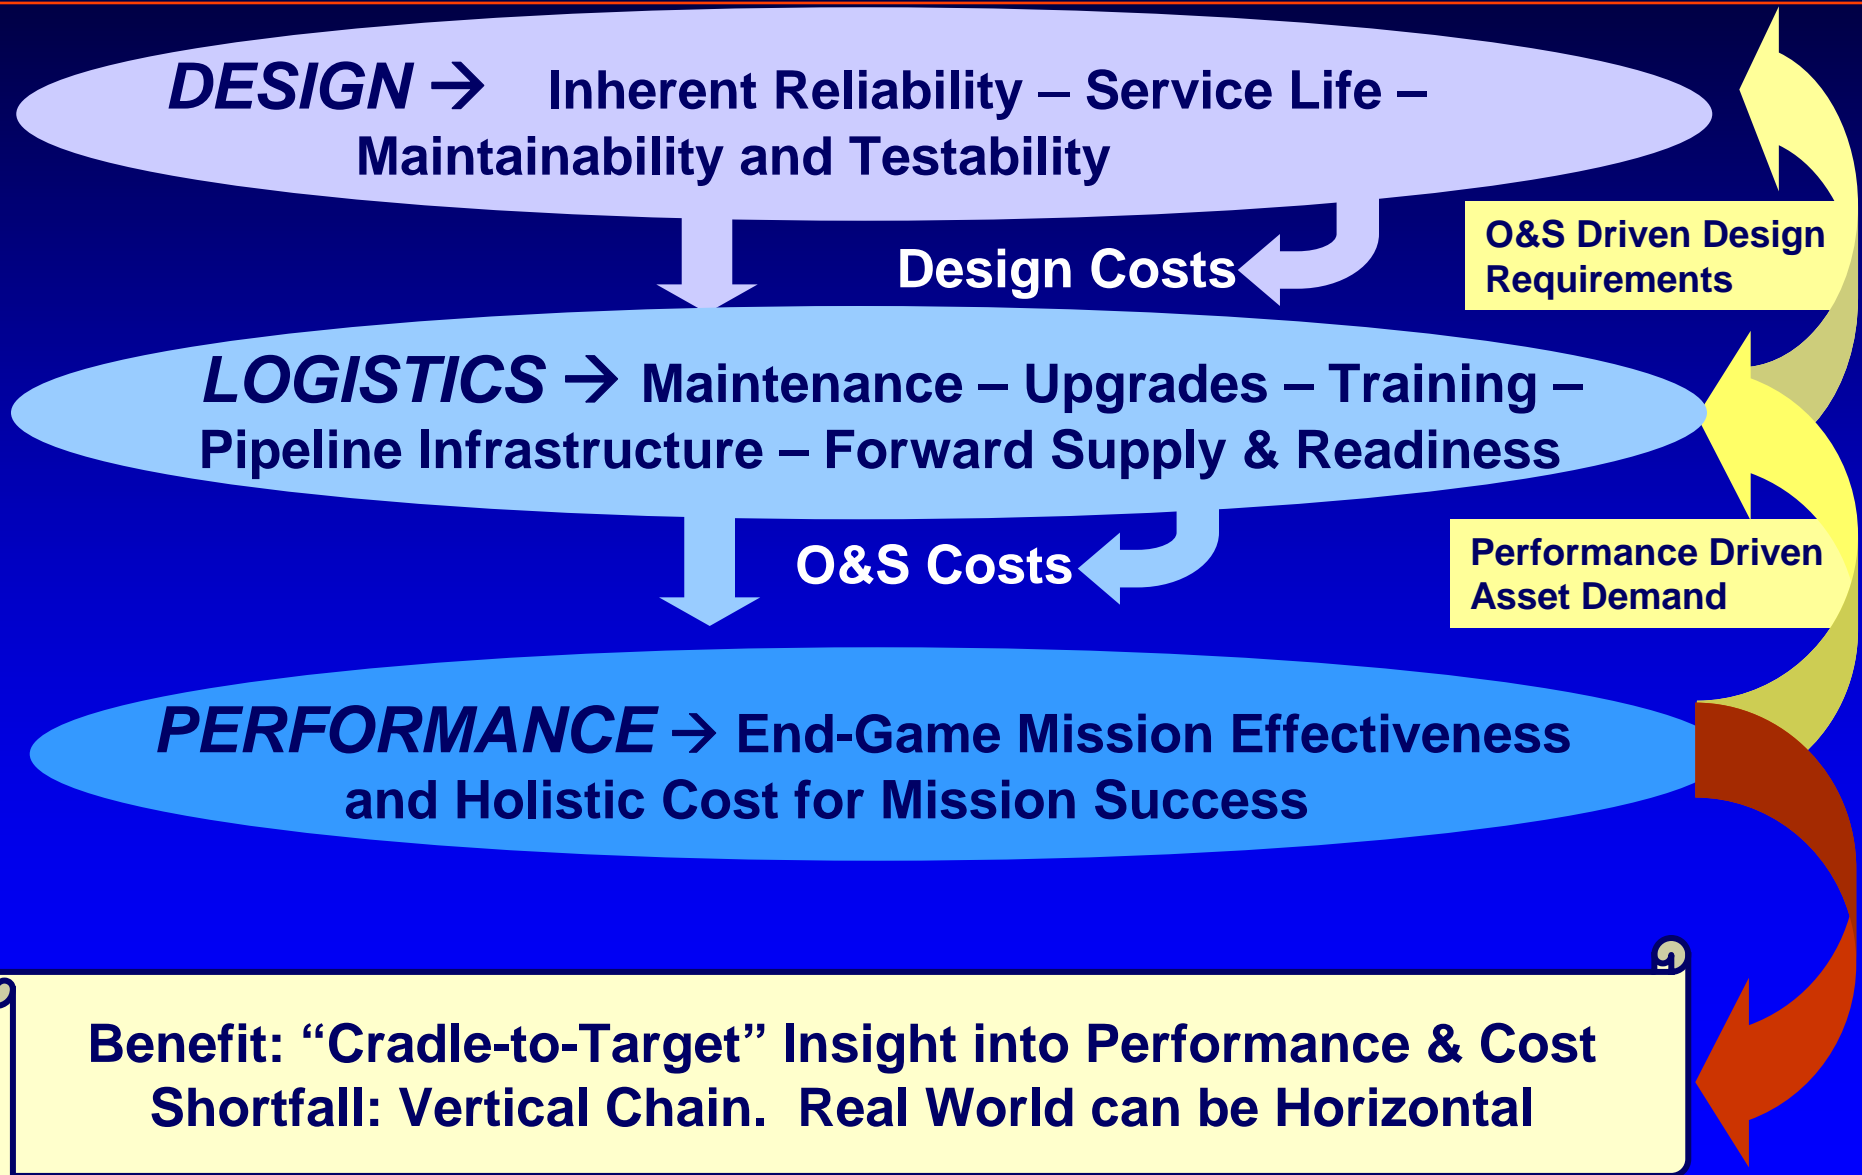 DESIGN → Inherent Reliability – Service Life –
Maintainability and Testability
Design Costs
O&S Driven Design
Requirements
LOGISTICS → Maintenance – Upgrades – Training –
Pipeline Infrastructure – Forward Supply & Readiness
O&S Costs
Performance Driven
Asset Demand
PERFORMANCE → End-Game Mission Effectiveness
and Holistic Cost for Mission Success
Benefit: “Cradle-to-Target” Insight into Performance & Cost
Shortfall: Vertical Chain.  Real World can be Horizontal